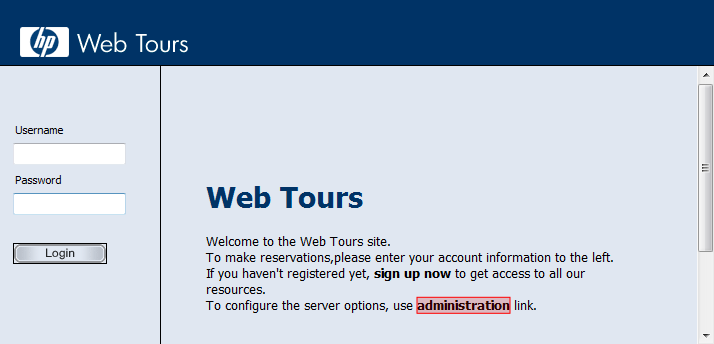 hp Web Tours
Username
Password
Login
Web Tours
Welcome to the Web Tours site.
To make reservations,please enter your account information to the left.
If you haven't registered yet, sign up now to get access to all our
resources.
To configure the server options, use administration link.